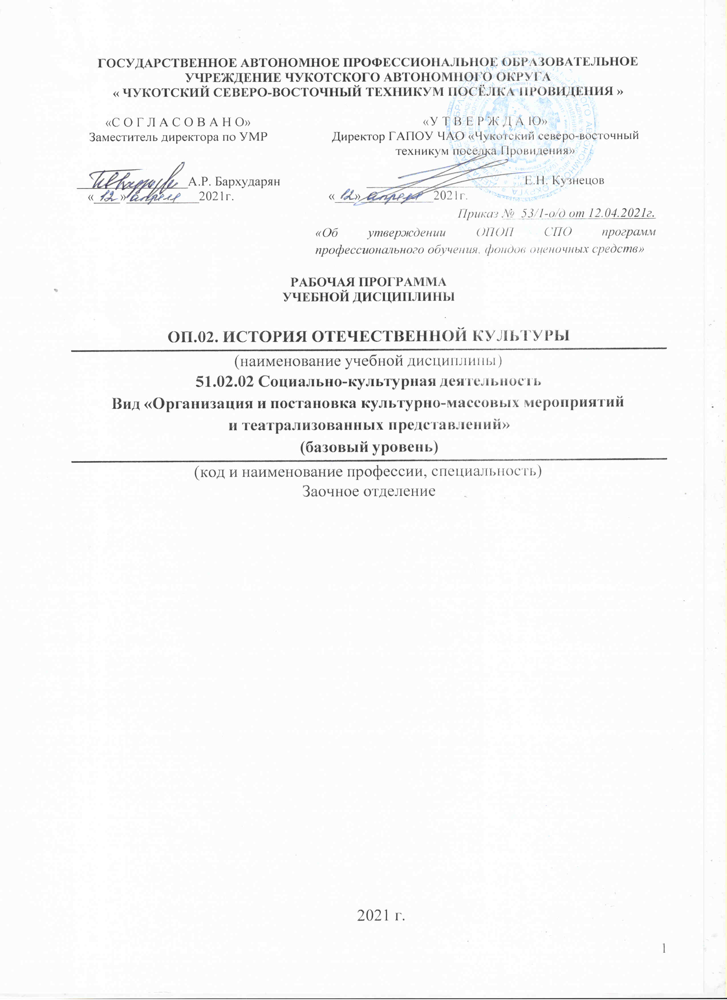 ГОСУДАРСТВЕННОЕ АВТОНОМНОЕ ПРОФЕССИОНАЛЬНОЕ ОБРАЗОВАТЕЛЬНОЕ
УЧРЕЖДЕНИЕ ЧУКОТСКОГО АВТОНОМНОГО ОКРУГА
« ЧУКОТСКИЙ СЕВЕРО-ВОСТОЧНЫЙ ТЕХНИКУМ ПОСЁЛКА ПРОВИДЕНИЯ »
«С О Г Л А С О В А Н О»
Заместитель директора по УМР
А.Р. Бархударян
«12» апреля 2021г.
«У Т В Е Р Ж Д А Ю»
Директор ГАПОУ ЧАО «Чукотский северо-восточный
техникум поселка Провидения»
Е.Н. Кузнецов
«12» апреля 2021г.
Приказ № 53/1-о/д от 12.04.2021г.
«Об утверждении ОПОП СПО программ
профессионального обучения, фондов оценочных средств»
РАБОЧАЯ ПРОГРАММА
УЧЕБНОЙ ДИСЦИПЛИНЫ
ОП.02. ИСТОРИЯ ОТЕЧЕСТВЕННОЙ КУЛЬТУРЫ
(наименование учебной дисциплины)
51.02.02 Социально-культурная деятельность
Вид «Организация и постановка культурно-массовых мероприятий
и театрализованных представлений»
(базовый уровень)
(код и наименование профессии, специальность)
Заочное отделение
2021 г.
1